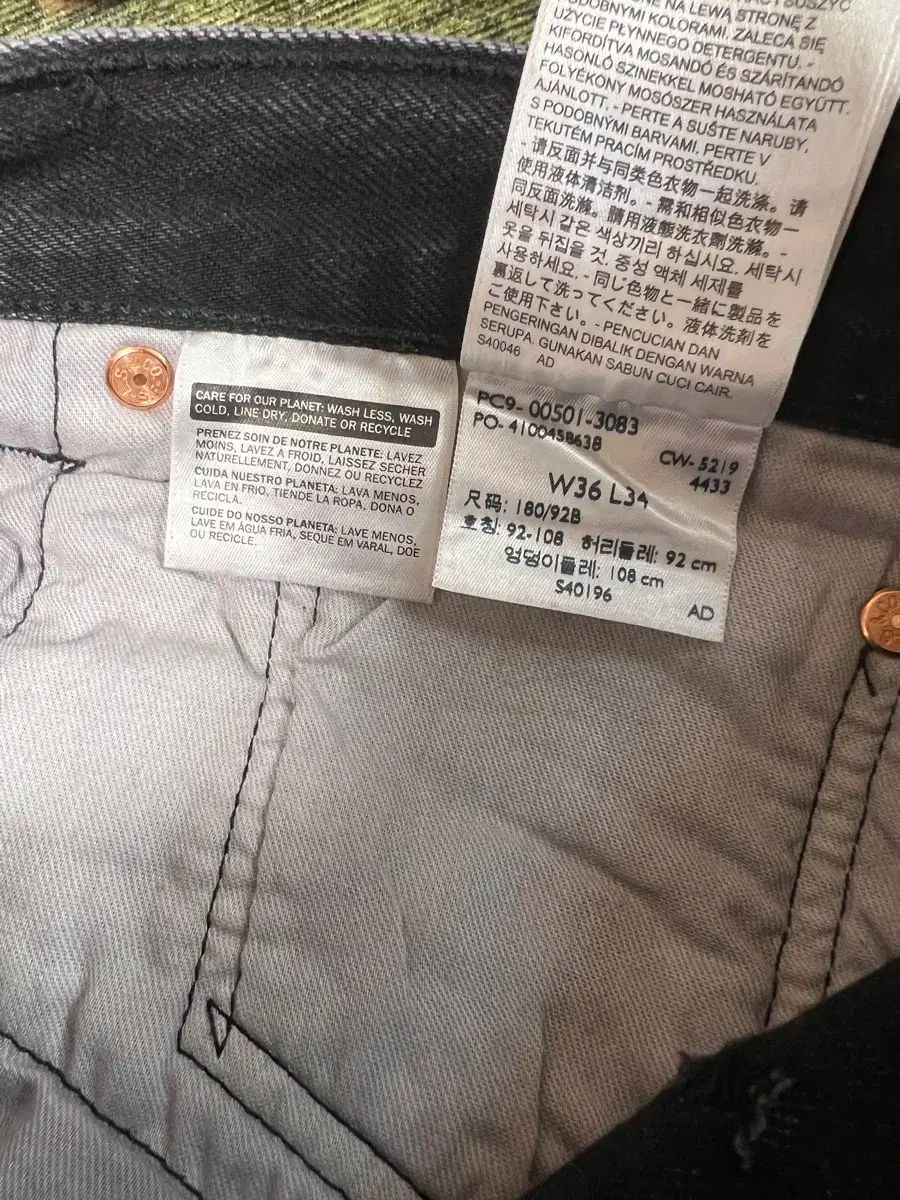 NE NA LEWĄ STRONĘ Z
PODOBNYMI KOLORAMI. ZALECA SIĘ
UŻYCIE PŁYNNEGO DETERGENTU. -
KIFORDÍTVA MOSANDÓ ÉS SZÁRÍTANDÓ
HASONLÓ SZINEKKEL MOSHATÓ EGYÜTT.
FOLYÉKONY MOSÓSZER HASZNÁLATA
AJÁNLOTT. - PERTE A SUŠTE NARUBY,
S PODOBNÝMI BARVAMI. PERTE V
TEKUTÉM PRACÍM PROSTŘEDKU.
- 请反面并与同类色衣物一起洗涤。请
使用液体清洁剂。- 需和相似色衣物一
同反面洗滌。請用液態洗衣劑洗滌。-
세탁시 같은 색상끼리 하십시요. 세탁시
옷을 뒤집을 것. 중성 액체 세제를
사용하세요. - 同じ色物と一緒に製品を
裏返して洗ってください。液体洗剤を
ご使用下さい。- PENCUCIAN DAN
PENGERINGAN DIBALIK DENGAN WARNA
SERUPA. GUNAKAN SABUN CUCI CAIR.
S40046 AD
CARE FOR OUR PLANET: WASH LESS, WASH
COLD, LINE DRY, DONATE OR RECYCLE
PRENEZ SOIN DE NOTRE PLANETE: LAVEZ
MOINS, LAVEZ A FROID, LAISSEZ SECHER
NATURELLEMENT, DONNEZ OU RECYCLEZ
CUIDA NUESTRO PLANETA: LAVA MENOS,
LAVA EN FRIO, TIENDE LA ROPA, DONA O
RECICLA.
CUIDE DO NOSSO PLANETA: LAVE MENOS,
LAVE EM ÁGUA FRIA, SEQUE EM VARAL, DOE
OU RECICLE.
PC9- 00501-3083
PO- 4100458638
CW- 5219
4433
W36 L34
尺码: 180/92B
호칭: 92-108 허리둘레: 92 cm
엉덩이둘레: 108 cm
S40196
AD